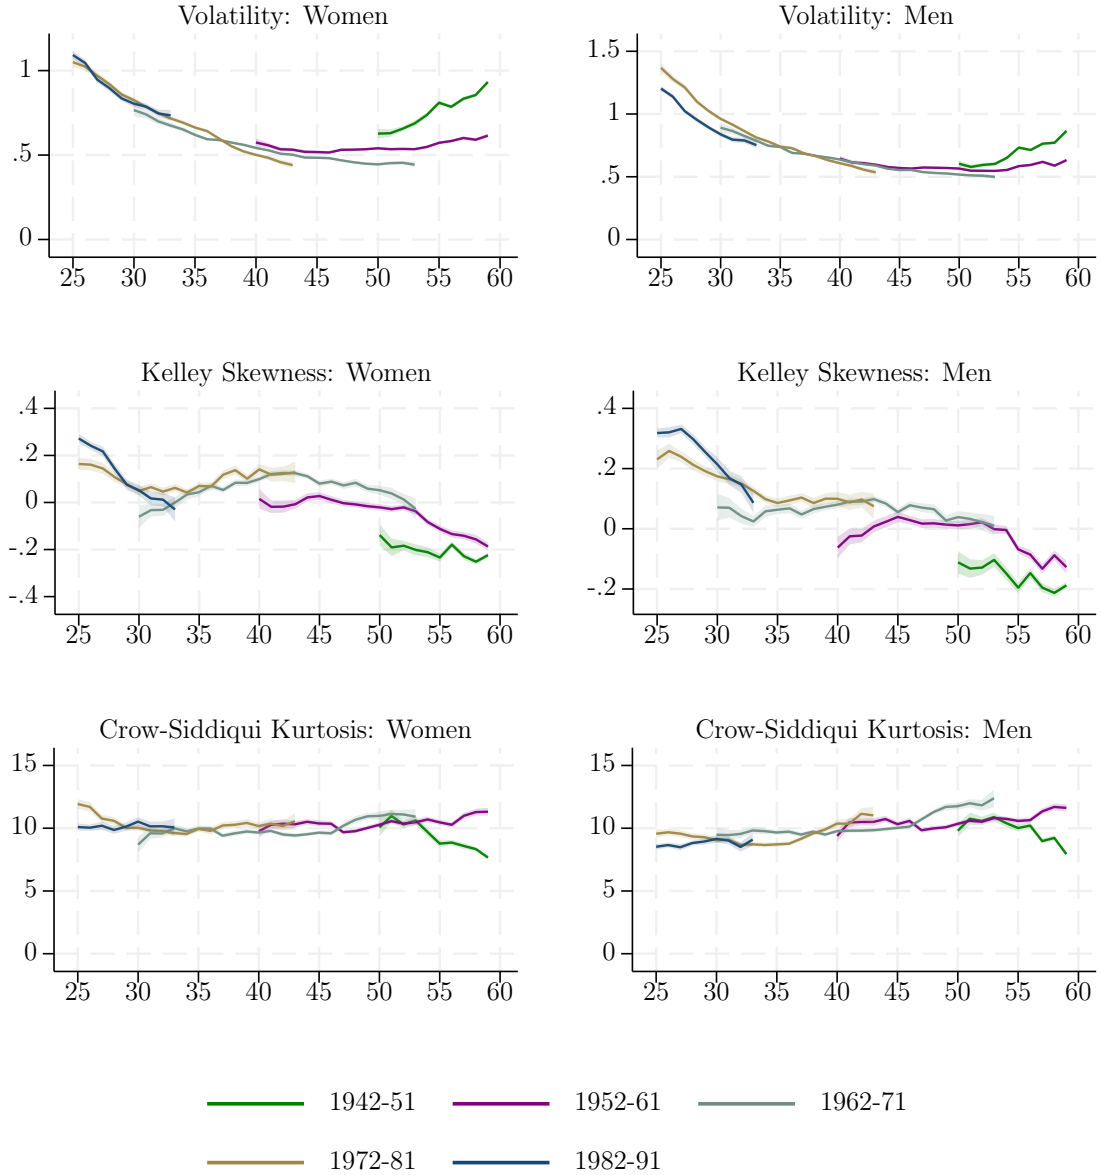 Volatility: Women
1
.5
0
25 30 35 40 45 50 55 60
Volatility: Men
1.5
1
.5
0
25 30 35 40 45 50 55 60
Kelley Skewness: Women
.4
.2
0
-.2
-.4
25 30 35 40 45 50 55 60
Kelley Skewness: Men
.4
.2
0
-.2
25 30 35 40 45 50 55 60
Crow-Siddiqui Kurtosis: Women
15
10
5
0
25 30 35 40 45 50 55 60
Crow-Siddiqui Kurtosis: Men
15
10
5
0
25 30 35 40 45 50 55 60
1942-51 1952-61 1962-71
1972-81 1982-91